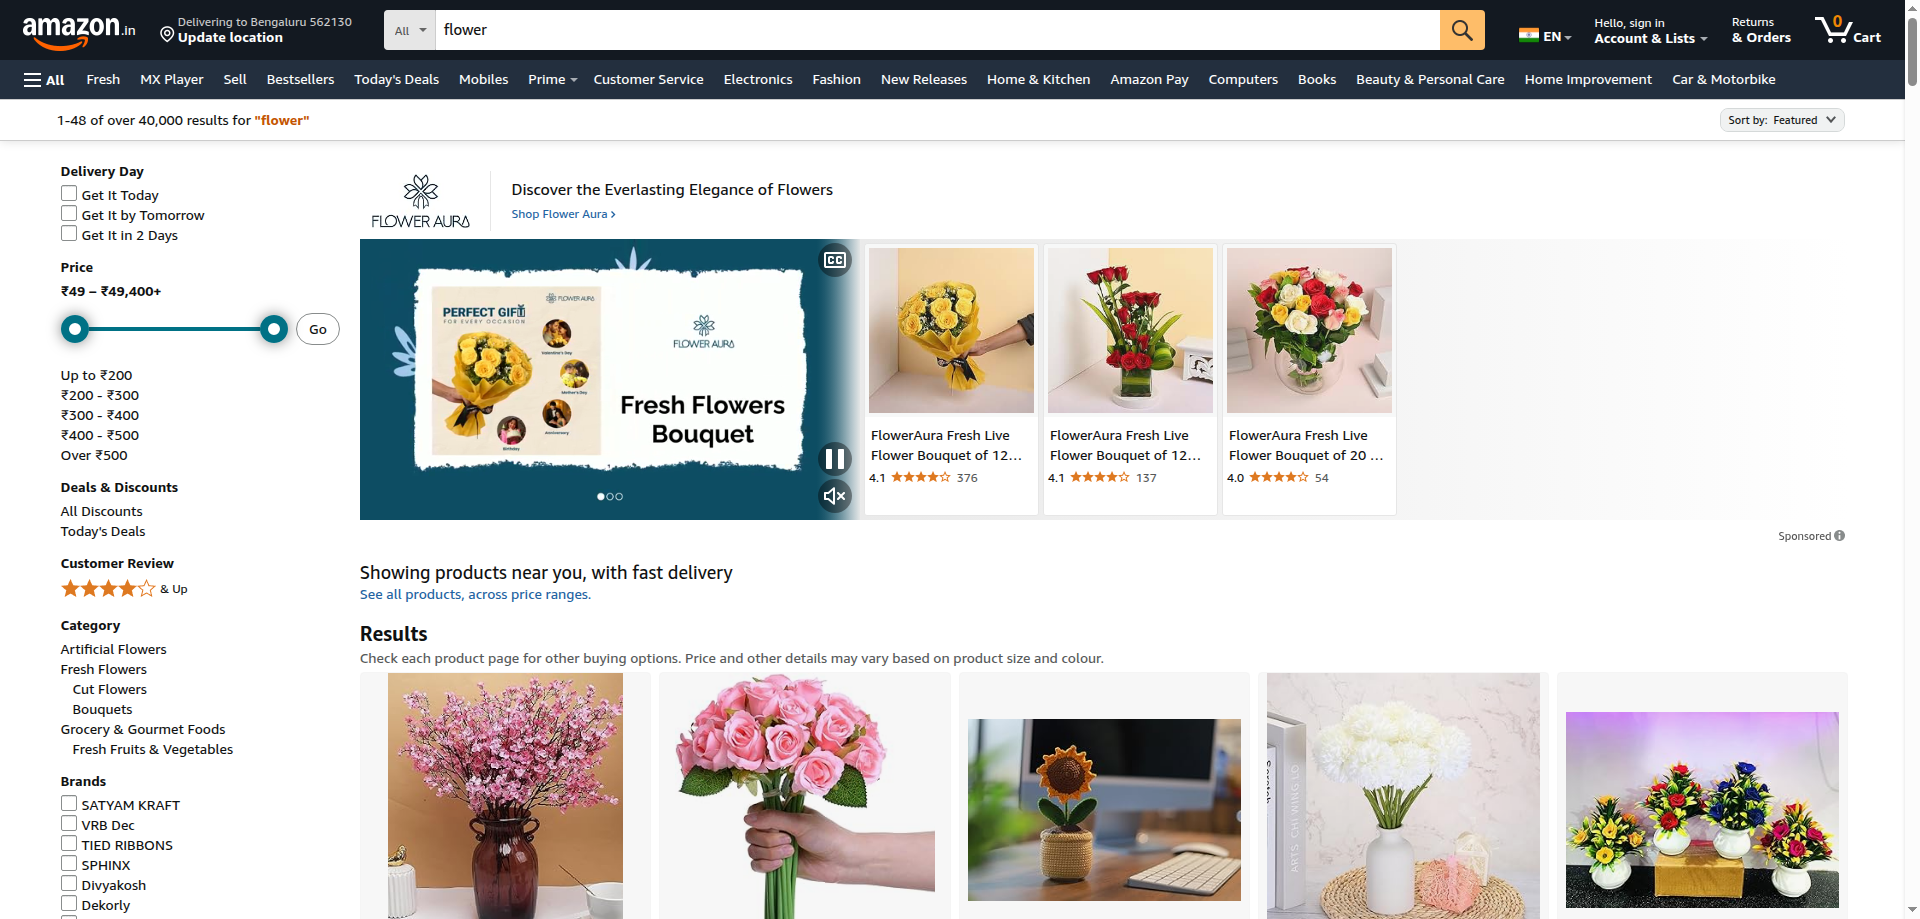 amazon.in
Delivering to Bengaluru 562130
Update location
All
flower
EN
Hello, sign in
Account & Lists
Returns
& Orders
0
Cart
All
Fresh
MX Player
Sell
Bestsellers
Today's Deals
Mobiles
Prime
Customer Service
Electronics
Fashion
New Releases
Home & Kitchen
Amazon Pay
Computers
Books
Beauty & Personal Care
Home Improvement
Car & Motorbike
1-48 of over 40,000 results for "flower"
Sort by: Featured
Delivery Day
Get It Today
Get It by Tomorrow
Get It in 2 Days
Price
₹49 – ₹49,400+
Go
Up to ₹200
₹200 - ₹300
₹300 - ₹400
₹400 - ₹500
Over ₹500
Deals & Discounts
All Discounts
Today's Deals
Customer Review
& Up
Category
Artificial Flowers
Fresh Flowers
Cut Flowers
Bouquets
Grocery & Gourmet Foods
Fresh Fruits & Vegetables
Brands
SATYAM KRAFT
VRB Dec
TIED RIBBONS
SPHINX
Divyakosh
Dekorly
FLOWER AURA
Discover the Everlasting Elegance of Flowers
Shop Flower Aura ›
FLOWER AURA
PERFECT GIFT
FOR EVERY OCCASION
Valentine's Day
Mother's Day
Anniversary
Birthday
FLOWER AURA
Fresh Flowers
Bouquet
CC
FlowerAura Fresh Live
Flower Bouquet of 12...
4.1 376
FlowerAura Fresh Live
Flower Bouquet of 12...
4.1 137
FlowerAura Fresh Live
Flower Bouquet of 20 ...
4.0 54
Sponsored
Showing products near you, with fast delivery
See all products, across price ranges.
Results
Check each product page for other buying options. Price and other details may vary based on product size and colour.